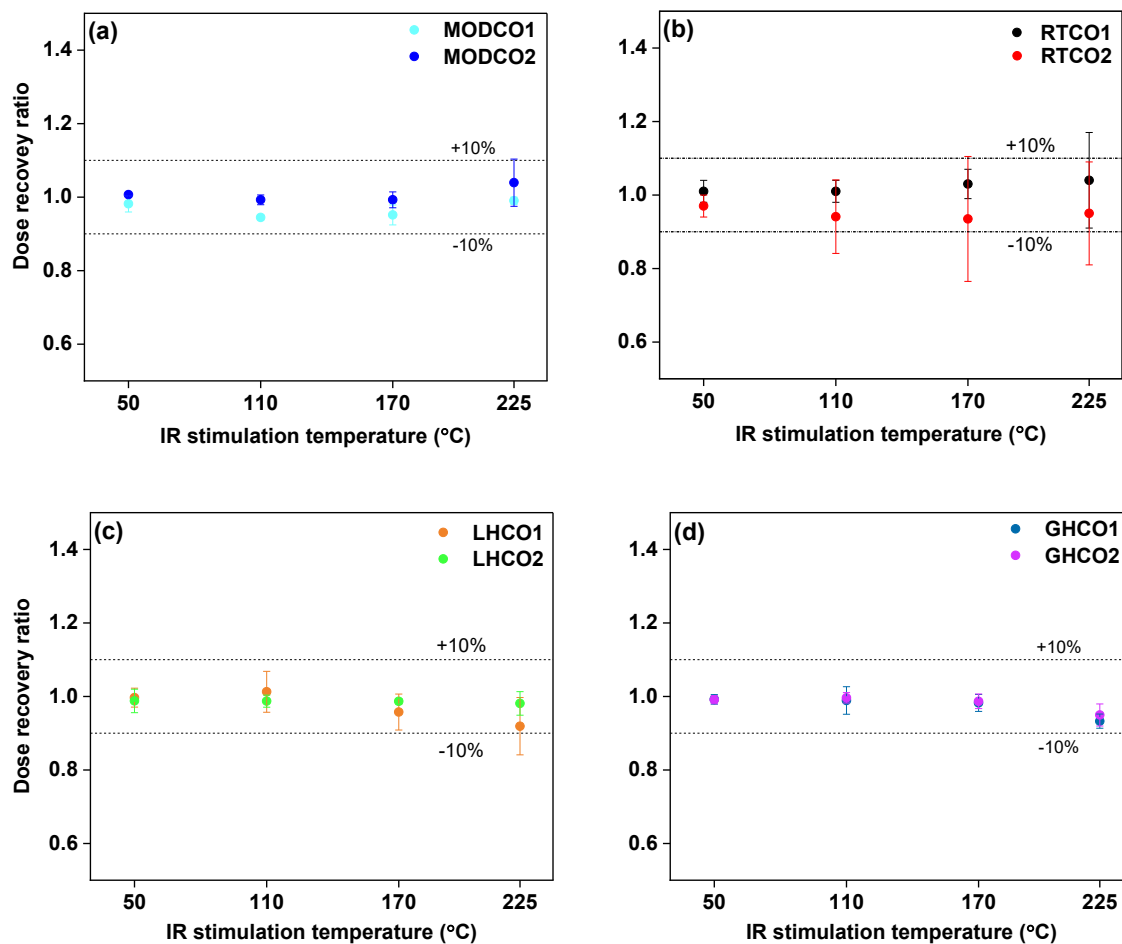 (a)
MODCO1
MODCO2
Dose recovey ratio
1.4
1.2
1.0
0.8
0.6
+10%
-10%
50
110
170
225
IR stimulation temperature (°C)
(b)
RTCO1
RTCO2
1.4
1.2
1.0
0.8
0.6
+10%
-10%
50
110
170
225
IR stimulation temperature (°C)
(c)
LHCO1
LHCO2
Dose recovery ratio
1.4
1.2
1.0
0.8
0.6
+10%
-10%
50
110
170
225
IR stimulation temperature (°C)
(d)
GHCO1
GHCO2
1.4
1.2
1.0
0.8
0.6
+10%
-10%
50
110
170
225
IR stimulation temperature (°C)